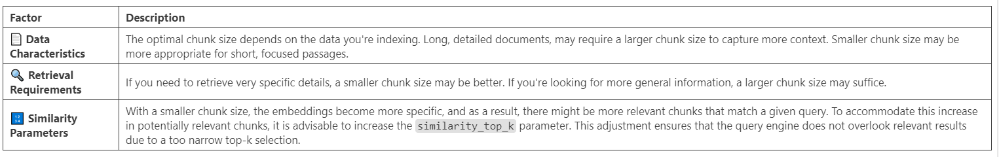 Factor Description
📄 Data
Characteristics
The optimal chunk size depends on the data you're indexing. Long, detailed documents, may require a larger chunk size to capture more context. Smaller chunk size may be
more appropriate for short, focused passages.
🔍 Retrieval
Requirements
If you need to retrieve very specific details, a smaller chunk size may be better. If you're looking for more general information, a larger chunk size may suffice.
🔢 Similarity
Parameters
With a smaller chunk size, the embeddings become more specific, and as a result, there might be more relevant chunks that match a given query. To accommodate this increase
in potentially relevant chunks, it is advisable to increase the similarity_top_k parameter. This adjustment ensures that the query engine does not overlook relevant results
due to a too narrow top-k selection.